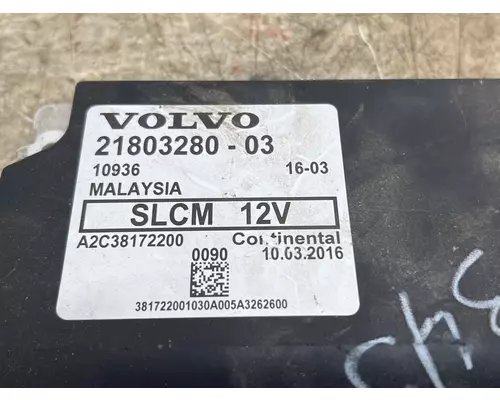 VOLVO
21803280 - 03
10936 16-03
MALAYSIA
SLCM 12V
A2C38172200 Continental
0090 10.03.2016
381722001030A005A3262600